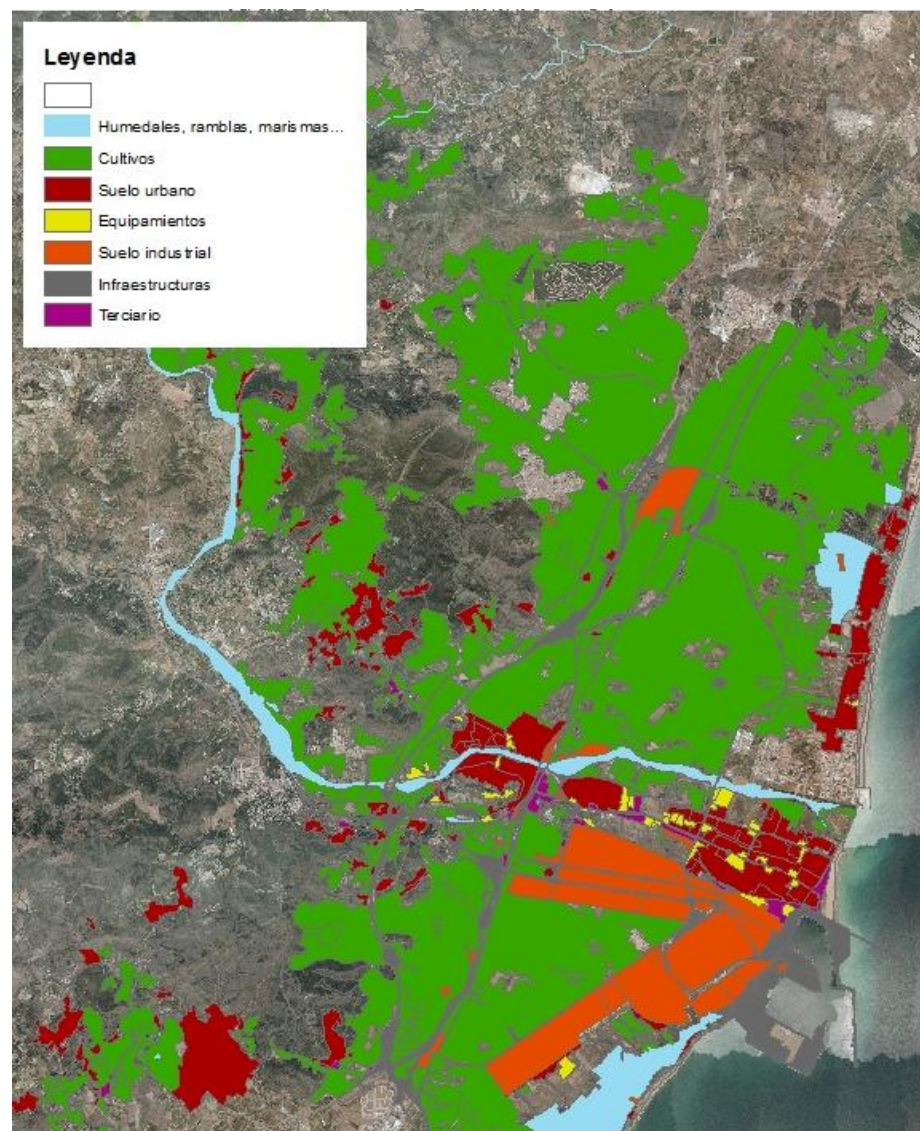 Leyenda
Humedales, ramblas, marismas...
Cultivos
Suelo urbano
Equipamientos
Suelo industrial
Infraestructuras
Terciario